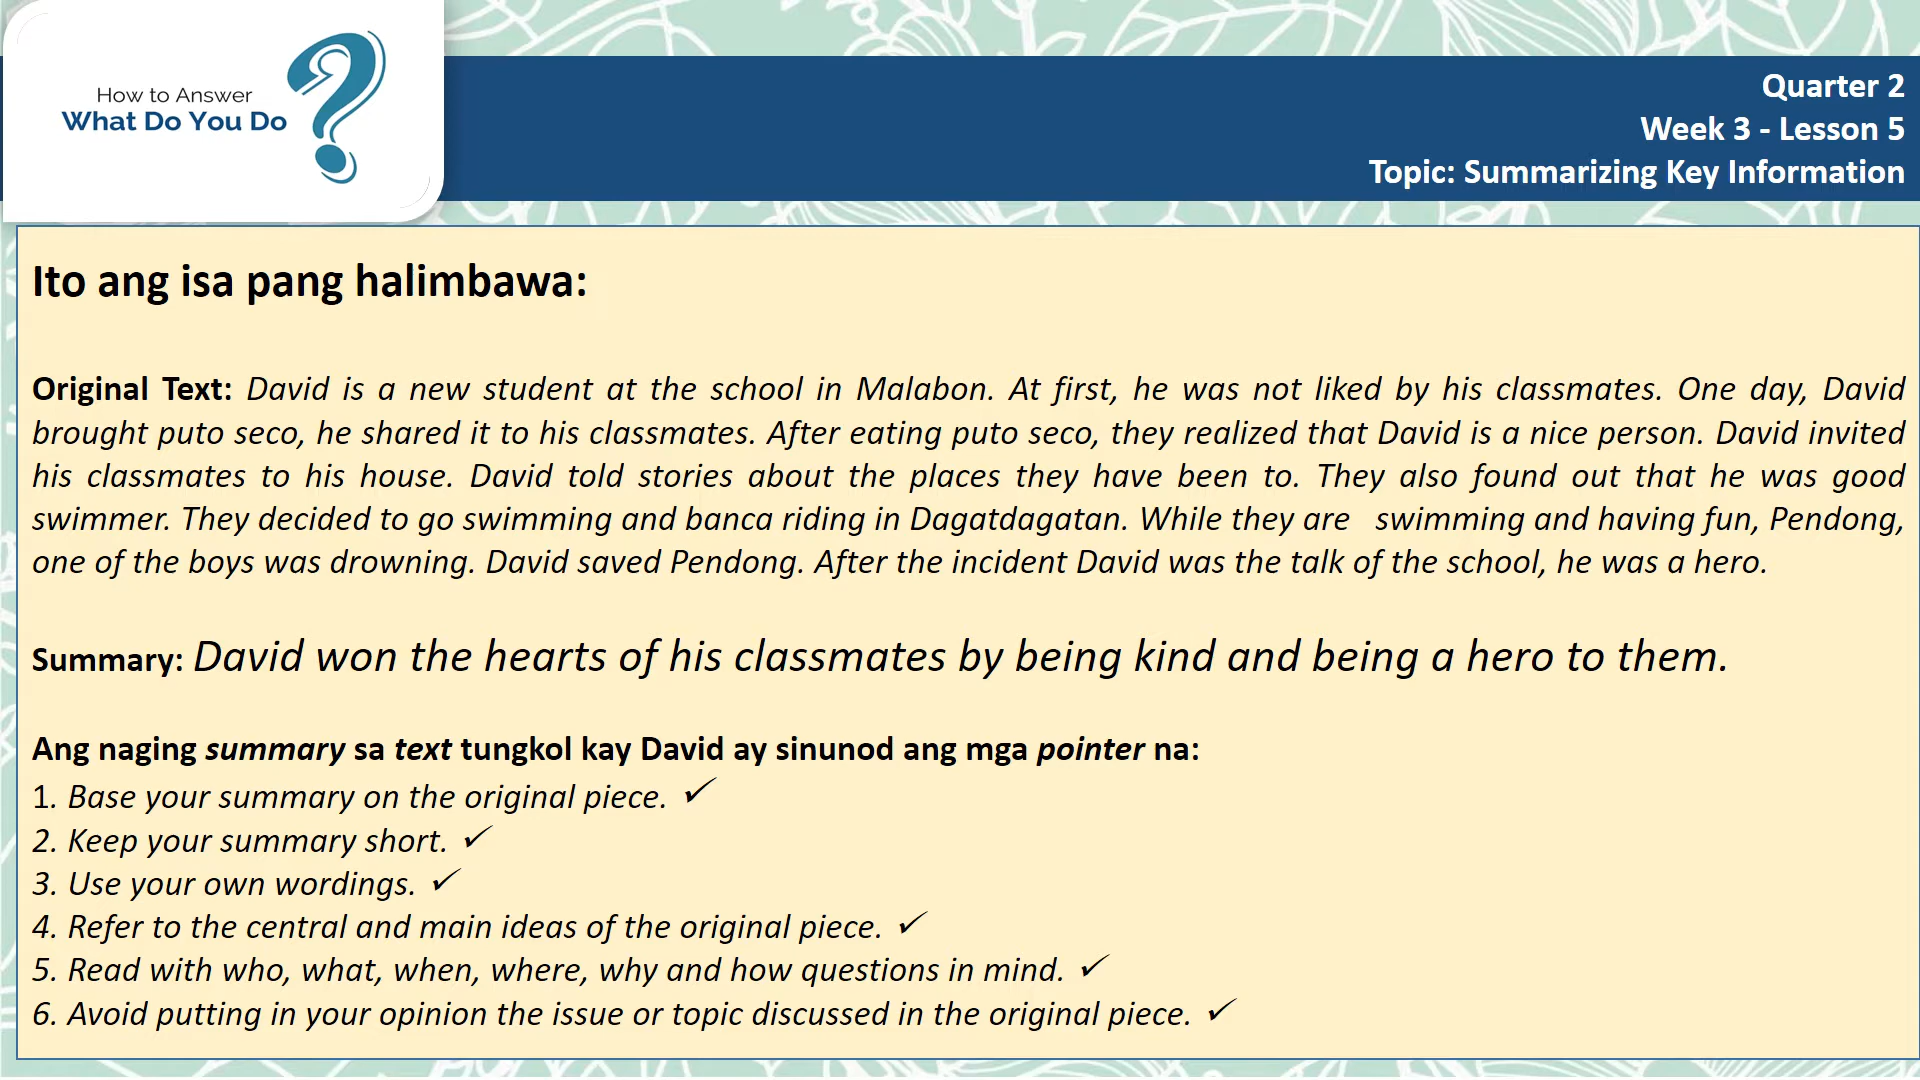 How to Answer
What Do You Do
Quarter 2
Week 3 - Lesson 5
Topic: Summarizing Key Information
Ito ang isa pang halimbawa:
Original Text: David is a new student at the school in Malabon. At first, he was not liked by his classmates. One day, David
brought puto seco, he shared it to his classmates. After eating puto seco, they realized that David is a nice person. David invited
his classmates to his house. David told stories about the places they have been to. They also found out that he was good
swimmer. They decided to go swimming and banca riding in Dagatdagatan. While they are swimming and having fun, Pendong,
one of the boys was drowning. David saved Pendong. After the incident David was the talk of the school, he was a hero.
Summary: David won the hearts of his classmates by being kind and being a hero to them.
Ang naging summary sa text tungkol kay David ay sinunod ang mga pointer na:
1. Base your summary on the original piece. ✓
2. Keep your summary short. ✓
3. Use your own wordings. ✓
4. Refer to the central and main ideas of the original piece. ✓
5. Read with who, what, when, where, why and how questions in mind. ✓
6. Avoid putting in your opinion the issue or topic discussed in the original piece. ✓